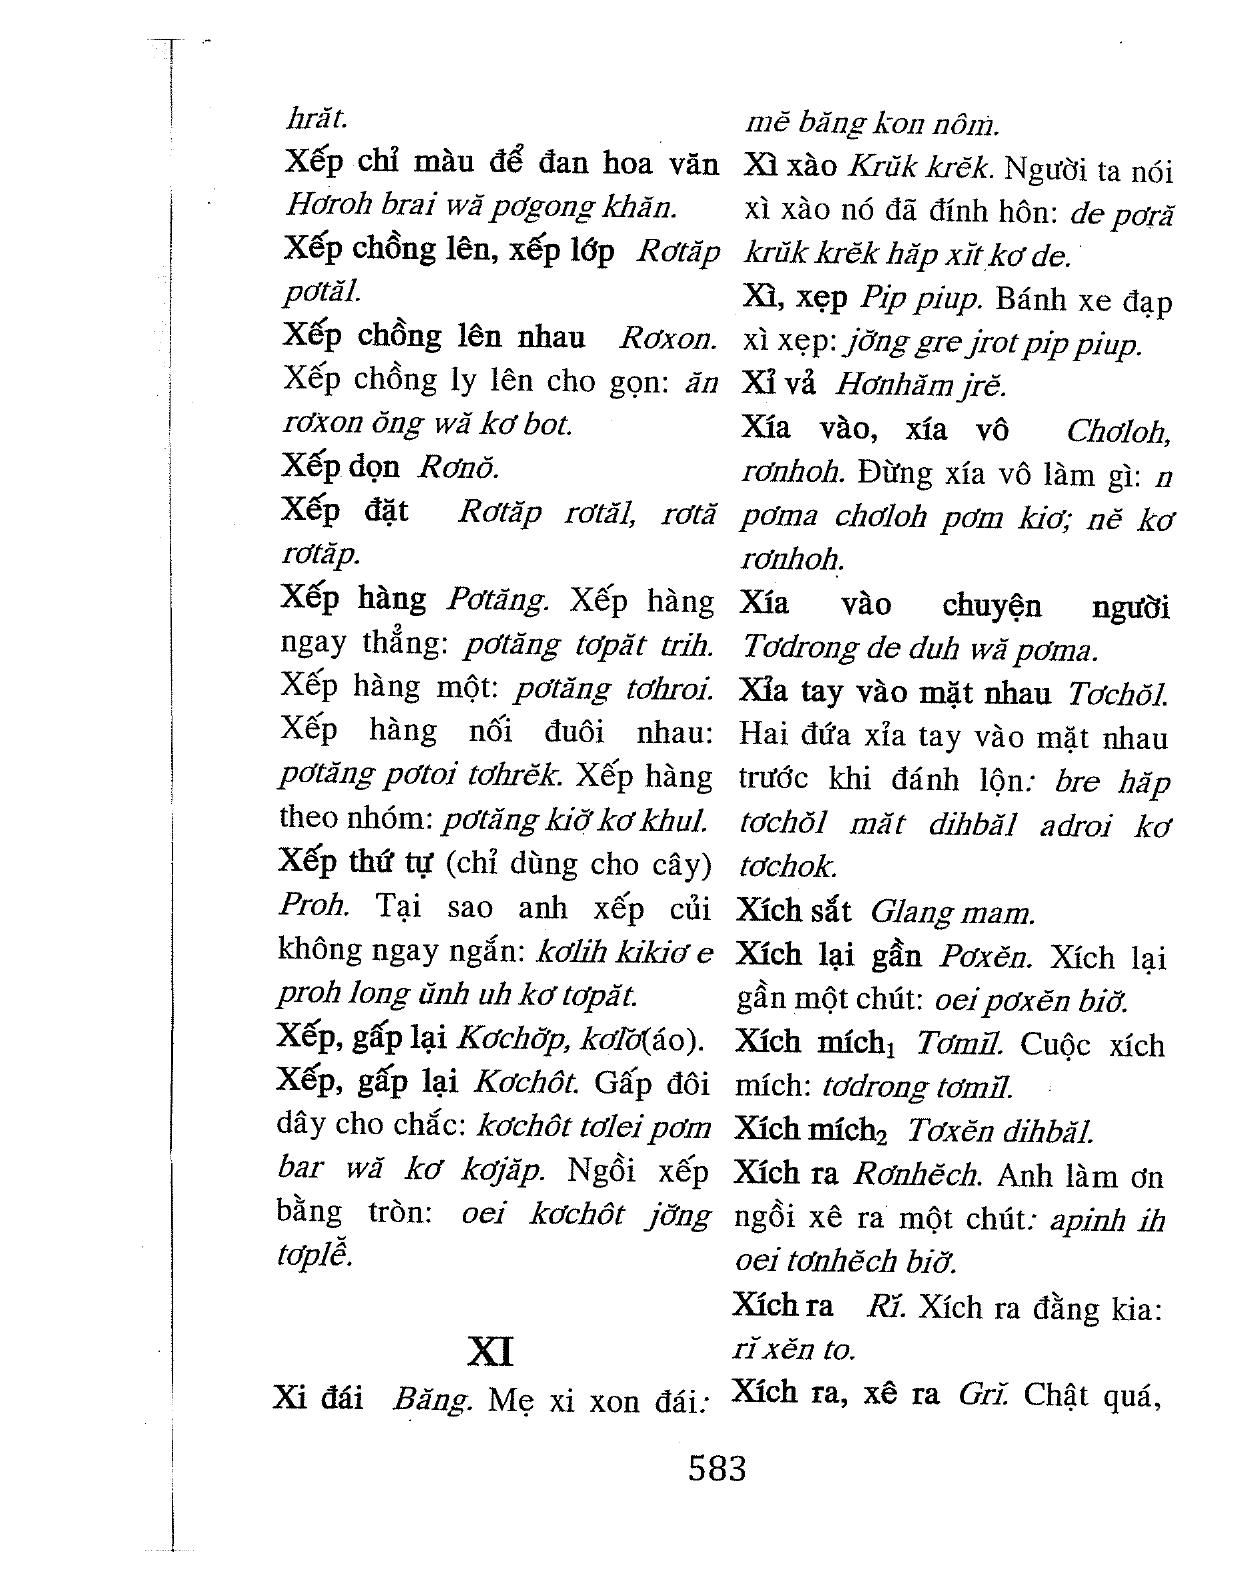 hrăt.
Xếp chỉ màu để đan hoa văn
Hơroh brai wă pơgong khăn.
Xếp chồng lên, xếp lớp Rơtăp
pơtăl.
Xếp chồng lên nhau Rơxon.
Xếp chồng ly lên cho gọn: ăn
rơxon ŏng wă kơ bot.
Xếp dọn Rơnŏ.
Xếp đặt Rơtăp rơtăl, rơtă
rơtăp.
Xếp hàng Pơtăng. Xếp hàng
ngay thẳng: pơtăng tơpăt trih.
Xếp hàng một: pơtăng tơhroi.
Xếp hàng nối đuôi nhau:
pơtăng pơtoi tơhrĕk. Xếp hàng
theo nhóm: pơtăng kiơ̆ kơ khul.
Xếp thứ tự (chỉ dùng cho cây)
Proh. Tại sao anh xếp củi
không ngay ngắn: kơlih kikiơ e
proh long ŭnh uh kơ tơpăt.
Xếp, gấp lại Kơchơ̆p, kơlơ̆(áo).
Xếp, gấp lại Kơchôt. Gấp đôi
dây cho chắc: kơchôt tơlei pơm
bar wă kơ kơjăp. Ngồi xếp
bằng tròn: oei kơchôt jơ̆ng
tơplê̆.
XI
Xi đái Băng. Mẹ xi xon đái:
mĕ băng kon nôm.
Xì xào Krŭk krĕk. Người ta nói
xì xào nó đã đính hôn: de pơră
krŭk krĕk hăp xĭt kơ de.
Xì, xẹp Pip piup. Bánh xe đạp
xì xẹp: jơ̆ng gre jrot pip piup.
Xỉ vả Hơnhăm jrĕ.
Xía vào, xía vô Chơloh,
rơnhoh. Đừng xía vô làm gì: n
pơma chơloh pơm kiơ; nĕ kơ
rơnhoh.
Xía vào chuyện người
Tơdrong de duh wă pơma.
Xỉa tay vào mặt nhau Tơchŏl.
Hai đứa xỉa tay vào mặt nhau
trước khi đánh lộn: bre hăp
tơchŏl măt dihbăl adroi kơ
tơchok.
Xích sắt Glang mam.
Xích lại gần Pơxĕn. Xích lại
gần một chút: oei pơxĕn biơ̆.
Xích mích₁ Tơmĭl. Cuộc xích
mích: tơdrong tơmĭl.
Xích mích₂ Tơxĕn dihbăl.
Xích ra Rơnhĕch. Anh làm ơn
ngồi xê ra một chút: apinh ih
oei tơnhĕch biơ̆.
Xích ra Rĭ. Xích ra đằng kia:
rĭ xĕn to.
Xích ra, xê ra Grĭ. Chật quá,
583